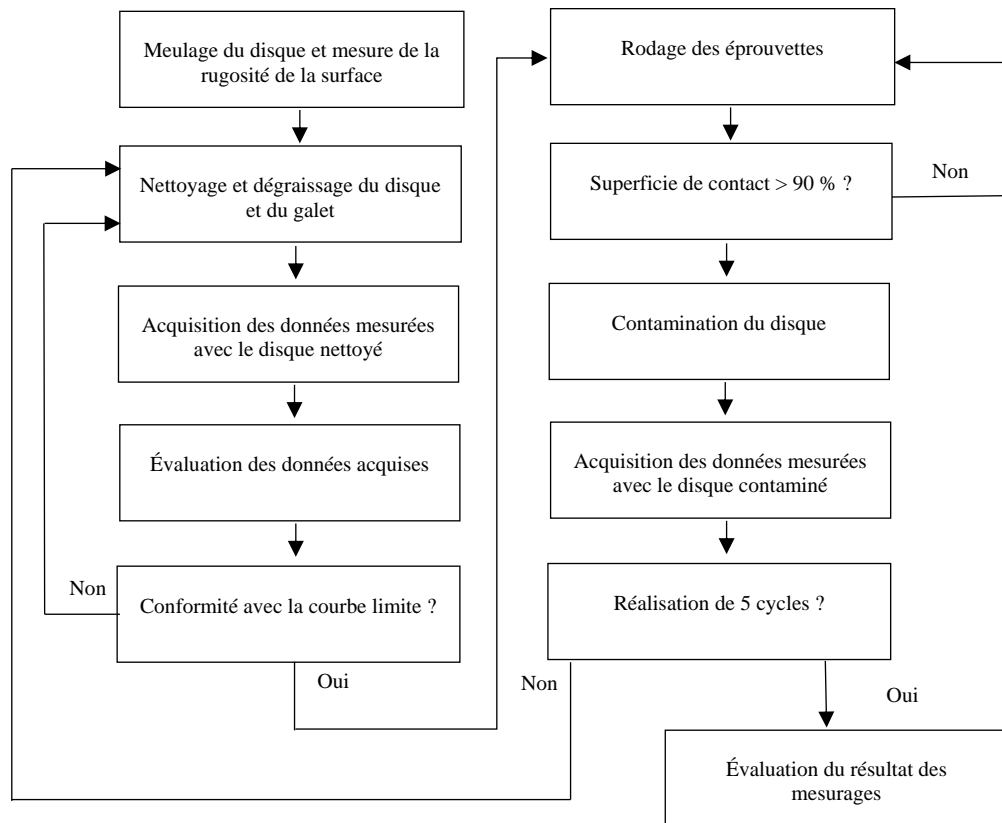 Meulage du disque et mesure de la
rugosité de la surface
Nettoyage et dégraissage du disque
et du galet
Acquisition des données mesurées
avec le disque nettoyé
Évaluation des données acquises
Non
Conformité avec la courbe limite ?
Oui
Rodage des éprouvettes
Superficie de contact > 90 % ?
Non
Contamination du disque
Acquisition des données mesurées
avec le disque contaminé
Réalisation de 5 cycles ?
Non
Oui
Évaluation du résultat des
mesurages